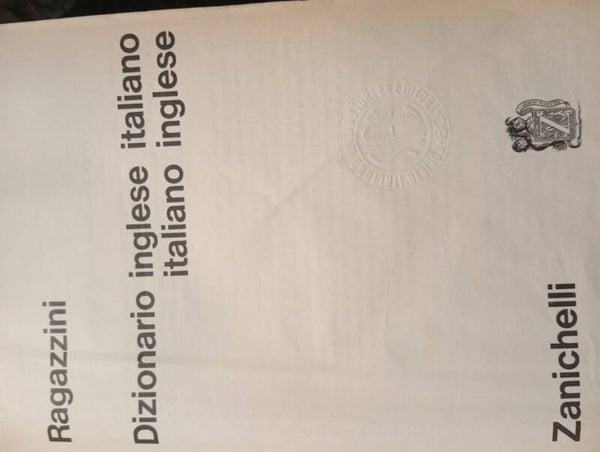 Ragazzini
Dizionario inglese italiano
italiano inglese
Zanichelli